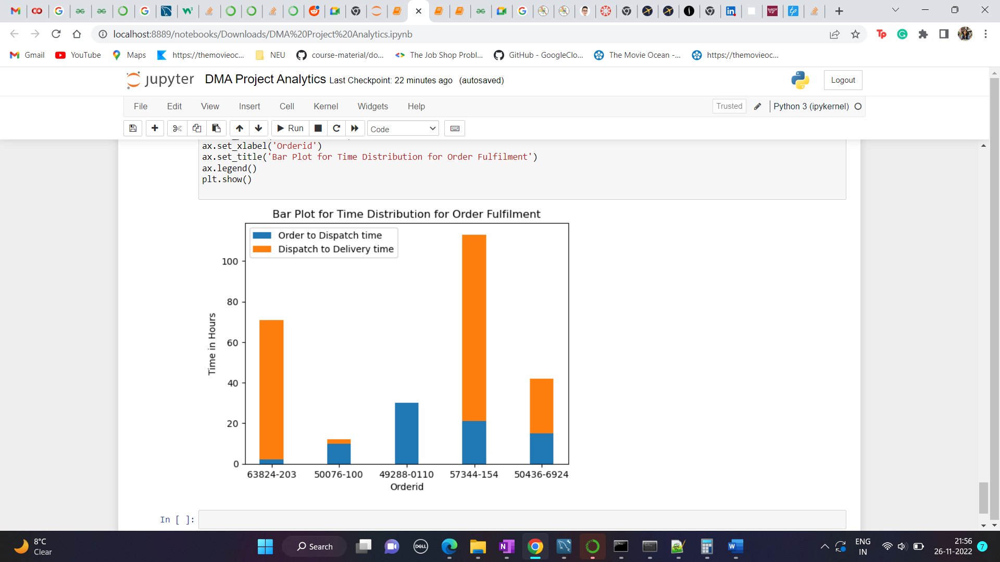 localhost:8889/notebooks/Downloads/DMA%20Project%20Analytics.ipynb
Gmail YouTube Maps https://themovieoc... NEU course-material/do... The Job Shop Probl... GitHub - GoogleClo... The Movie Ocean -... https://themovieoc...
jupyter DMA Project Analytics Last Checkpoint: 22 minutes ago (autosaved) Logout
File Edit View Insert Cell Kernel Widgets Help Trusted Python 3 (ipykernel)
Run Code
ax.set_xlabel('Orderid')
ax.set_title('Bar Plot for Time Distribution for Order Fulfilment')
ax.legend()
plt.show()
Bar Plot for Time Distribution for Order Fulfilment
Order to Dispatch time
Dispatch to Delivery time
100
80
60
40
20
0
Time in Hours
63824-203 50076-100 49288-0110 57344-154 50436-6924
Orderid
In [ ]:
8°C
Clear
Search
DELL
ENG
IN
21:56
26-11-2022
7